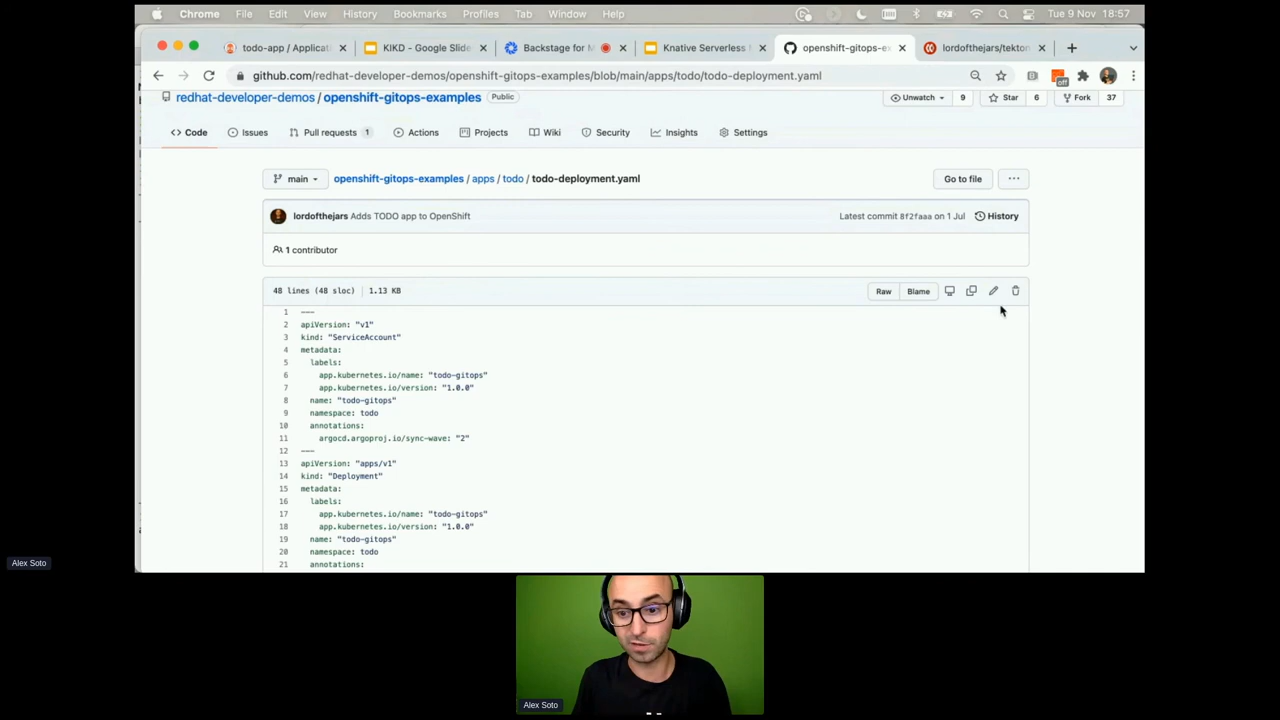 Chrome File Edit View History Bookmarks Profiles Tab Window Help Tue 9 Nov 18:57
todo-app / Applicati KIKD - Google Slide Backstage for M Knative Serverless openshift-gitops-ex lordofthejars/tekton
github.com/redhat-developer-demos/openshift-gitops-examples/blob/main/apps/todo/todo-deployment.yaml
off
redhat-developer-demos / openshift-gitops-examples Public Unwatch 9 Star 6 Fork 37
<> Code Issues Pull requests 1 Actions Projects Wiki Security Insights Settings
main openshift-gitops-examples / apps / todo / todo-deployment.yaml Go to file ...
lordofthejars Adds TODO app to OpenShift Latest commit 8f2faaa on 1 Jul History
1 contributor
48 lines (48 sloc) 1.13 KB Raw Blame
1 ---
2 apiVersion: "v1"
3 kind: "ServiceAccount"
4 metadata:
5 labels:
6 app.kubernetes.io/name: "todo-gitops"
7 app.kubernetes.io/version: "1.0.0"
8 name: "todo-gitops"
9 namespace: todo
10 annotations:
11 argocd.argoproj.io/sync-wave: "2"
12 ---
13 apiVersion: "apps/v1"
14 kind: "Deployment"
15 metadata:
16 labels:
17 app.kubernetes.io/name: "todo-gitops"
18 app.kubernetes.io/version: "1.0.0"
19 name: "todo-gitops"
20 namespace: todo
21 annotations:
Alex Soto
Alex Soto